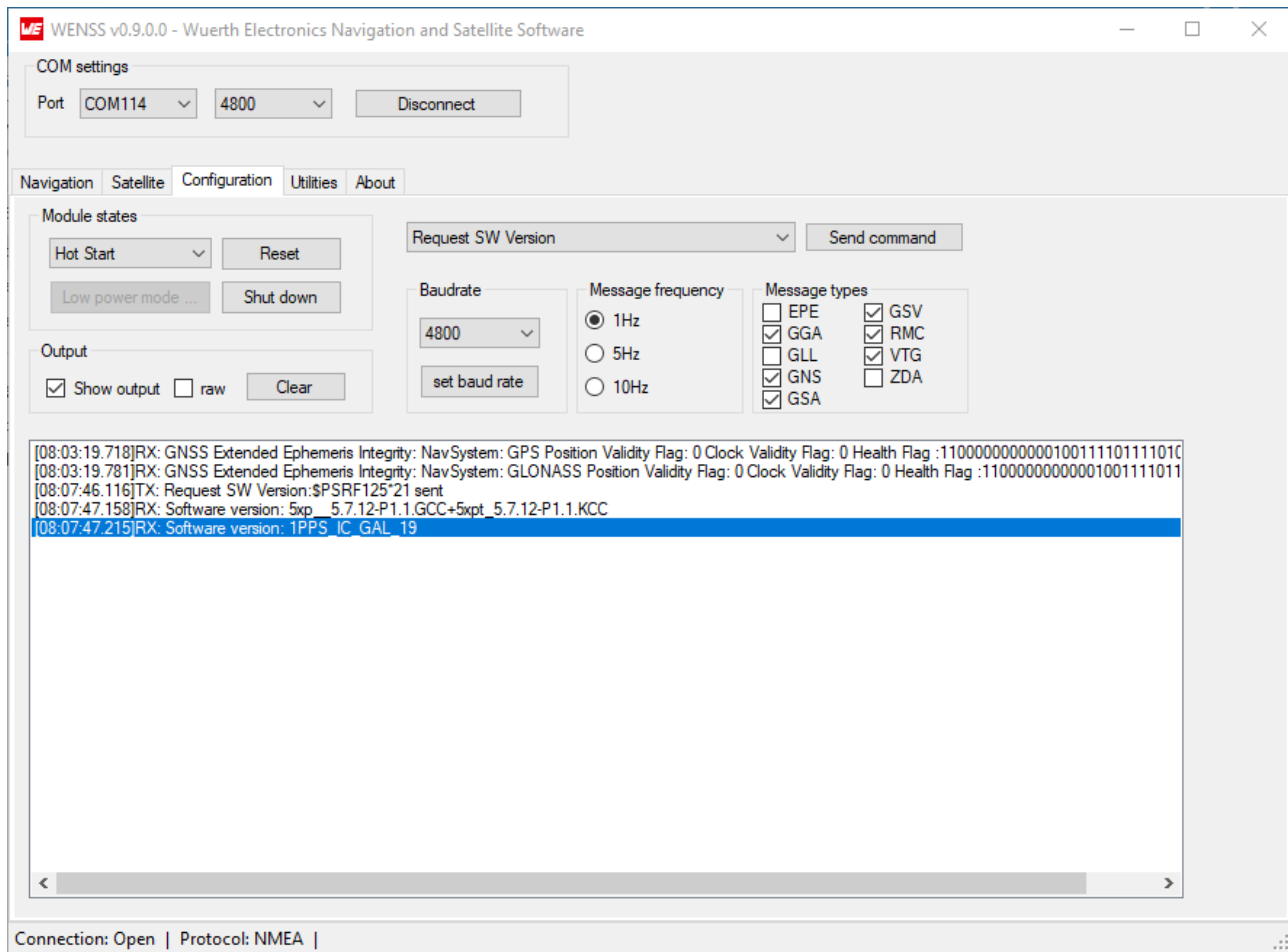 WE WENSS v0.9.0.0 - Wuerth Electronics Navigation and Satellite Software
COM settings
Port COM114 4800 Disconnect
Navigation Satellite Configuration Utilities About
Module states
Hot Start Reset
Low power mode ... Shut down
Output
Show output raw Clear
Request SW Version Send command
Baudrate
4800
set baud rate
Message frequency
1Hz
5Hz
10Hz
Message types
EPE GSV
GGA RMC
GLL VTG
GNS ZDA
GSA
[08:03:19.718]RX: GNSS Extended Ephemeris Integrity: NavSystem: GPS Position Validity Flag: 0 Clock Validity Flag: 0 Health Flag
[08:03:19.781]RX: GNSS Extended Ephemeris Integrity: NavSystem: GLONASS Position Validity Flag: 0 Clock Validity Flag: 0 Health Flag
[08:07:46.116]TX: Request SW Version:$PSRF125*21 sent
[08:07:47.158]RX: Software version: 5xp__5.7.12-P1.1.GCC+5xpt_5.7.12-P1.1.KCC
[08:07:47.215]RX: Software version: 1PPS_IC_GAL_19
Connection: Open | Protocol: NMEA |